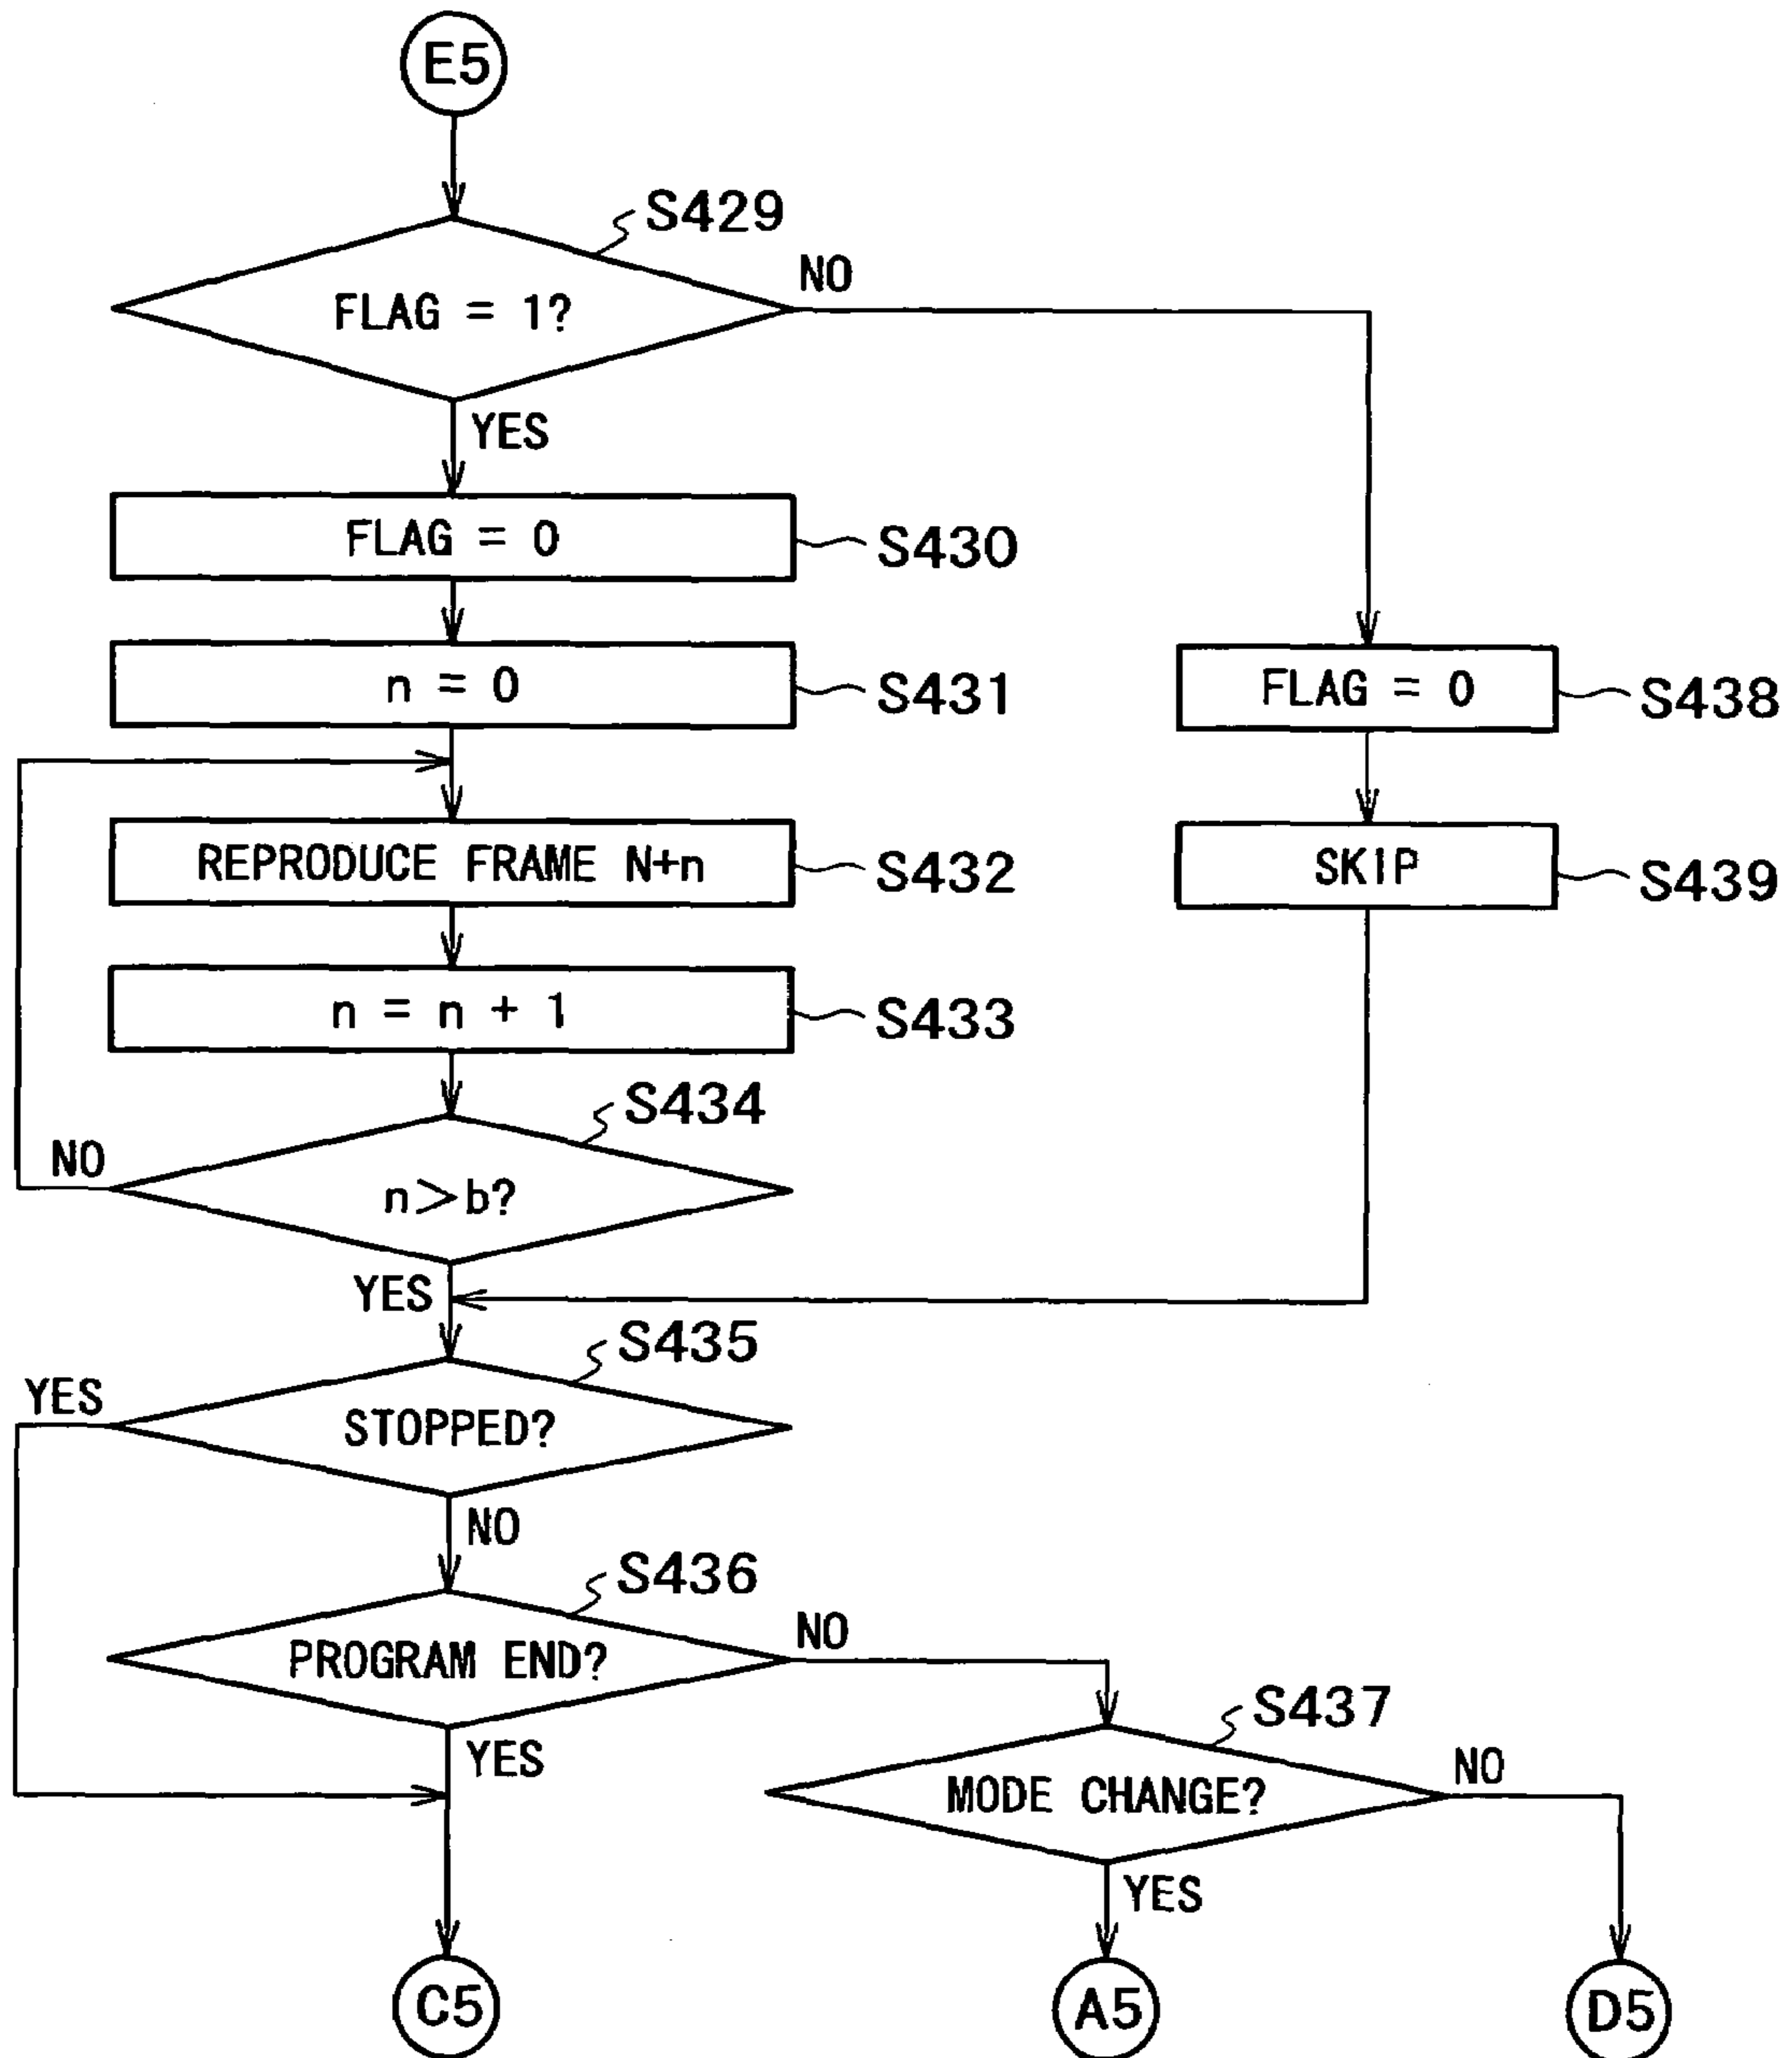 E5
S429
FLAG = 1?
NO
YES
FLAG = 0
S430
n = 0
S431
FLAG = 0
S438
REPRODUCE FRAME N+n
S432
SKIP
S439
n = n + 1
S433
S434
NO
n>b?
YES
S435
YES
STOPPED?
NO
S436
PROGRAM END?
NO
S437
YES
MODE CHANGE?
NO
YES
C5
A5
D5